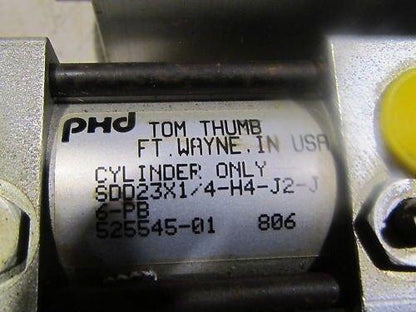 PHD TOM THUMB
FT.WAYNE.IN USA
CYLINDER ONLY
SDD23X1/4-H4-J2-J
6-PB
525545-01 806